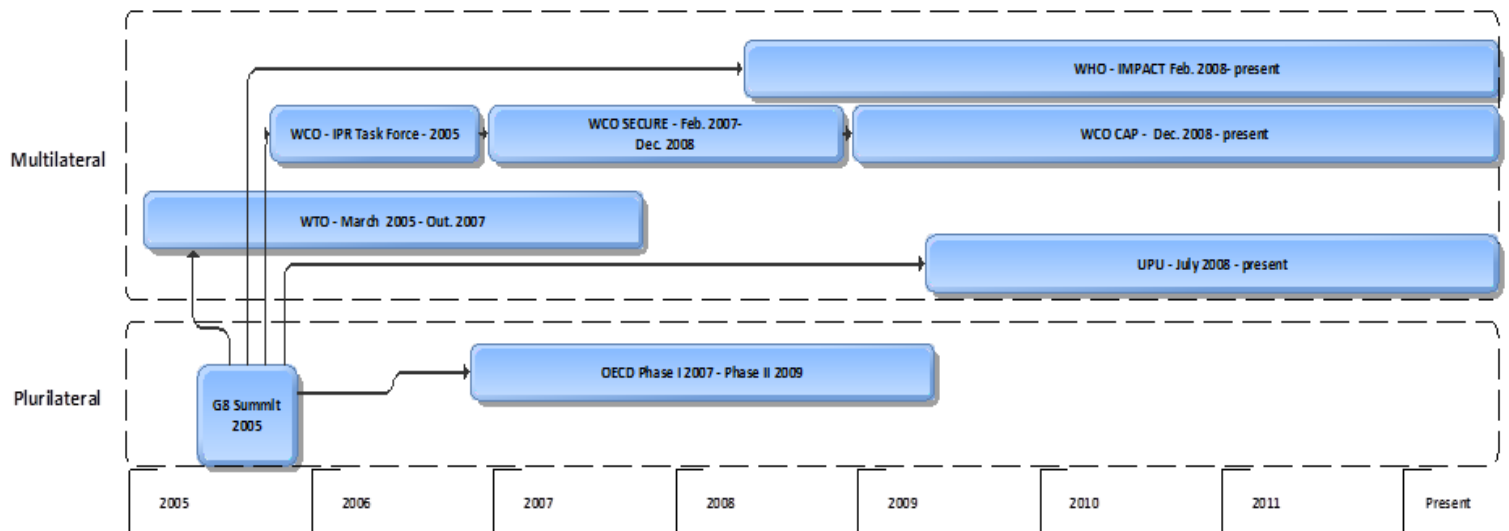 WHO - IMPACT Feb. 2008- present
WCO - IPR Task Force - 2005
WCO SECURE - Feb. 2007-
Dec. 2008
WCO CAP - Dec. 2008 - present
Multilateral
WTO - March 2005 - Out. 2007
UPU - July 2008 - present
OECD Phase I 2007 - Phase II 2009
Plurilateral
G8 Summit
2005
2005
2006
2007
2008
2009
2010
2011
Present